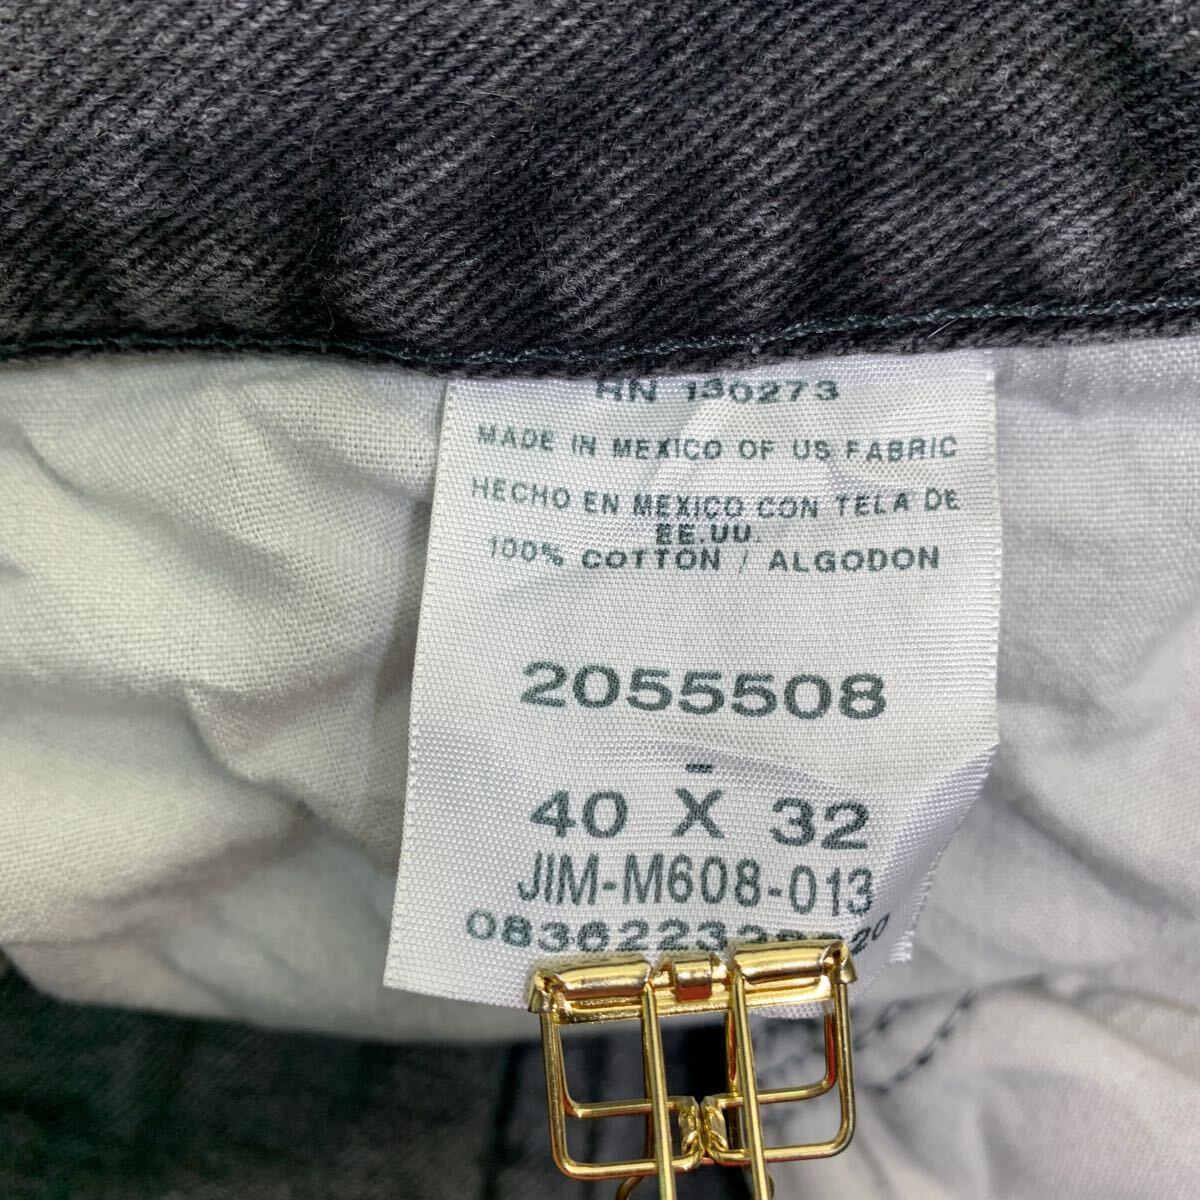 RN 130273
MADE IN MEXICO OF US FABRIC
HECHO EN MEXICO CON TELA DE
EE.UU.
100% COTTON / ALGODON
2055508
-
40 X 32
JIM-M608-013